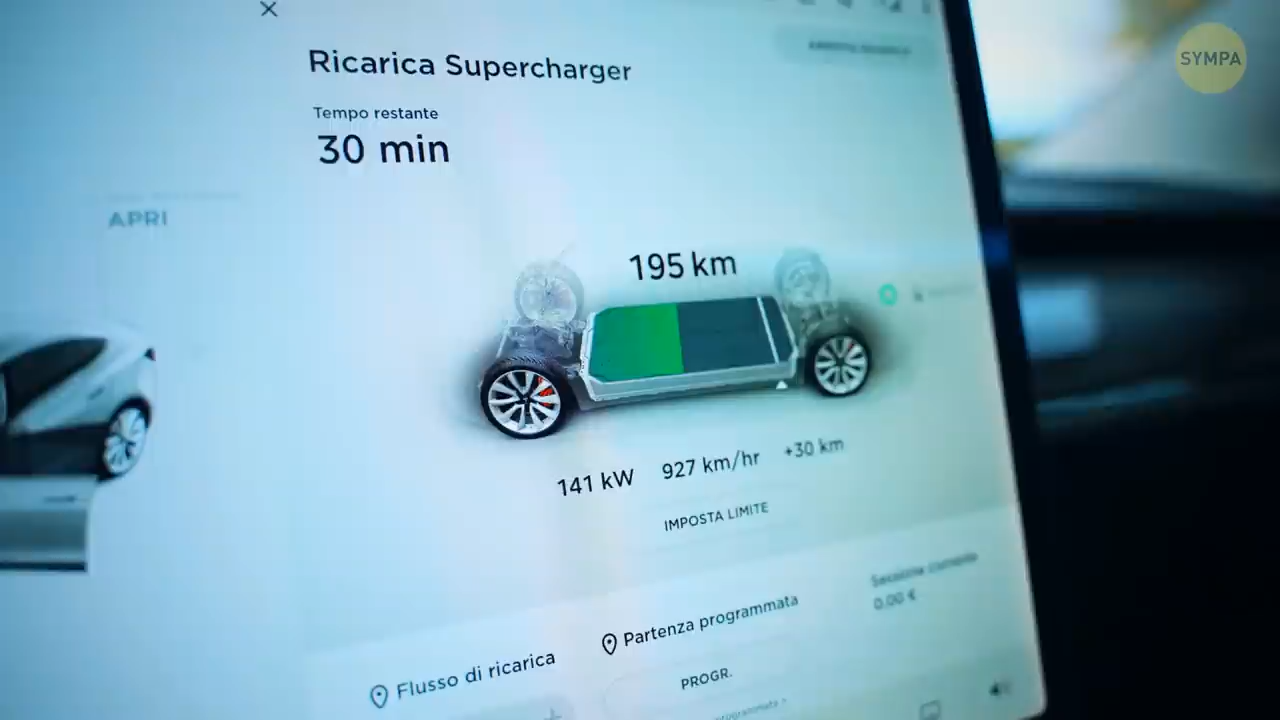 SYMPA
Ricarica Supercharger
Tempo restante
30 min
APRI
195 km
141 kW 927 km/hr +30 km
IMPOSTA LIMITE
0,00 €
Partenza programmata
Flusso di ricarica
PROGR.